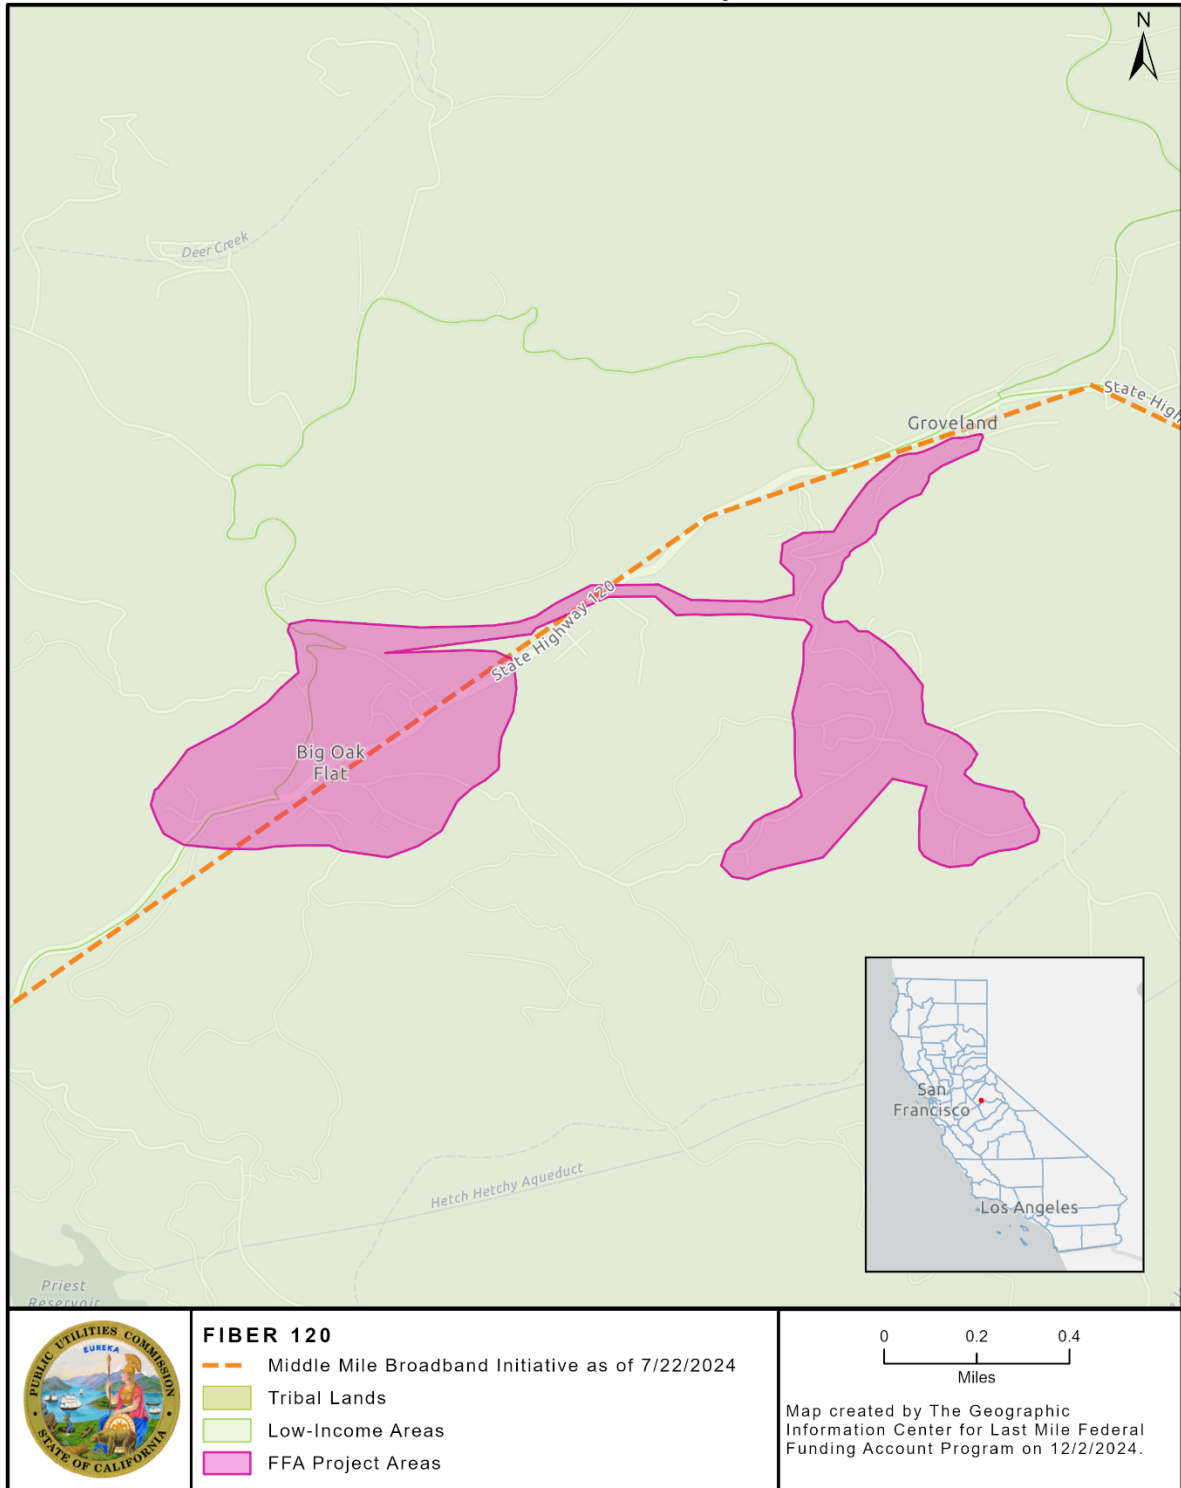 N
Deer Creek
State High
Groveland
State Highway 120
Big Oak
Flat
San
Francisco
Los Angeles
Hetch Hetchy Aqueduct
Priest
Reservoir
PUBLIC UTILITIES COMMISSION
EUREKA
STATE OF CALIFORNIA
FIBER 120
Middle Mile Broadband Initiative as of 7/22/2024
Tribal Lands
Low-Income Areas
FFA Project Areas
0 0.2 0.4
Miles
Map created by The Geographic
Information Center for Last Mile Federal
Funding Account Program on 12/2/2024.